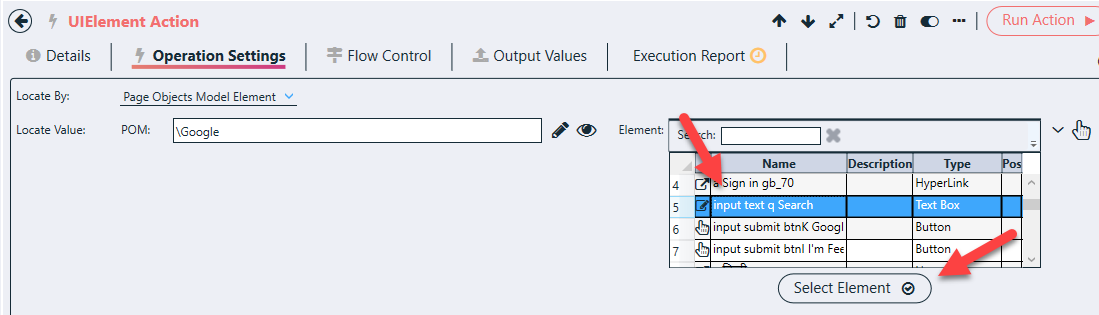 UIElement Action
Run Action
Details
Operation Settings
Flow Control
Output Values
Execution Report
Locate By: Page Objects Model Element
Locate Value: POM: \Google Element: Search:
Name Description Type Pos
4 a Sign in gb_70 HyperLink
5 input text q Search Text Box
6 input submit btnK Googl Button
7 input submit btnI I'm Fee Button
Select Element